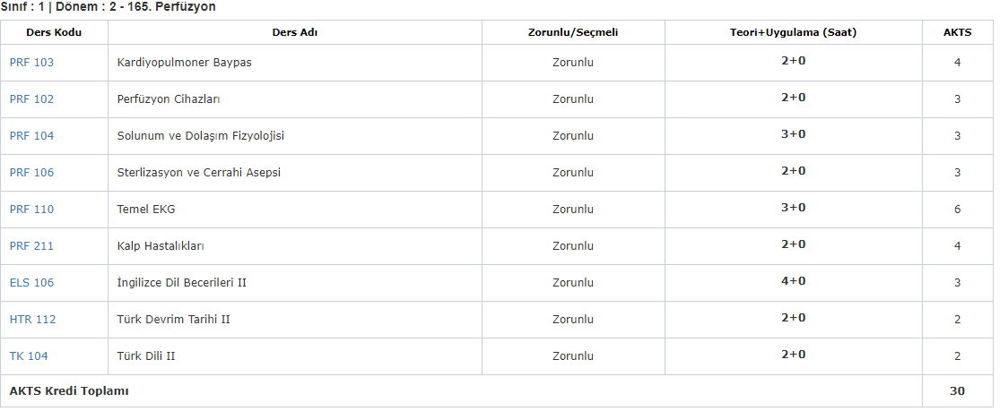 Sınıf : 1 | Dönem : 2 - 165. Perfüzyon
Ders Kodu Ders Adı Zorunlu/Seçmeli Teori+Uygulama (Saat) AKTS
PRF 103 Kardiyopulmoner Baypas Zorunlu 2+0 4
PRF 102 Perfüzyon Cihazları Zorunlu 2+0 3
PRF 104 Solunum ve Dolaşım Fizyolojisi Zorunlu 3+0 3
PRF 106 Sterlizasyon ve Cerrahi Asepsi Zorunlu 2+0 3
PRF 110 Temel EKG Zorunlu 3+0 6
PRF 211 Kalp Hastalıkları Zorunlu 2+0 4
ELS 106 İngilizce Dil Becerileri II Zorunlu 4+0 3
HTR 112 Türk Devrim Tarihi II Zorunlu 2+0 2
TK 104 Türk Dili II Zorunlu 2+0 2
AKTS Kredi Toplamı 30